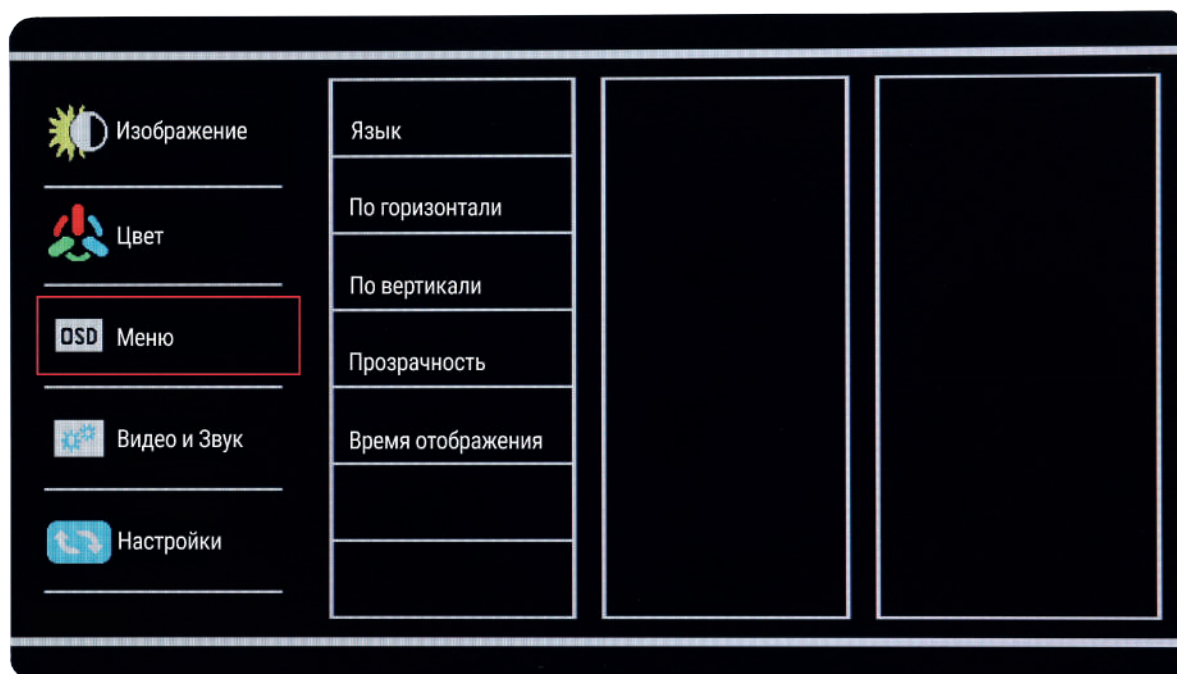 Изображение
Цвет
OSD Меню
Видео и Звук
Настройки
Язык
По горизонтали
По вертикали
Прозрачность
Время отображения